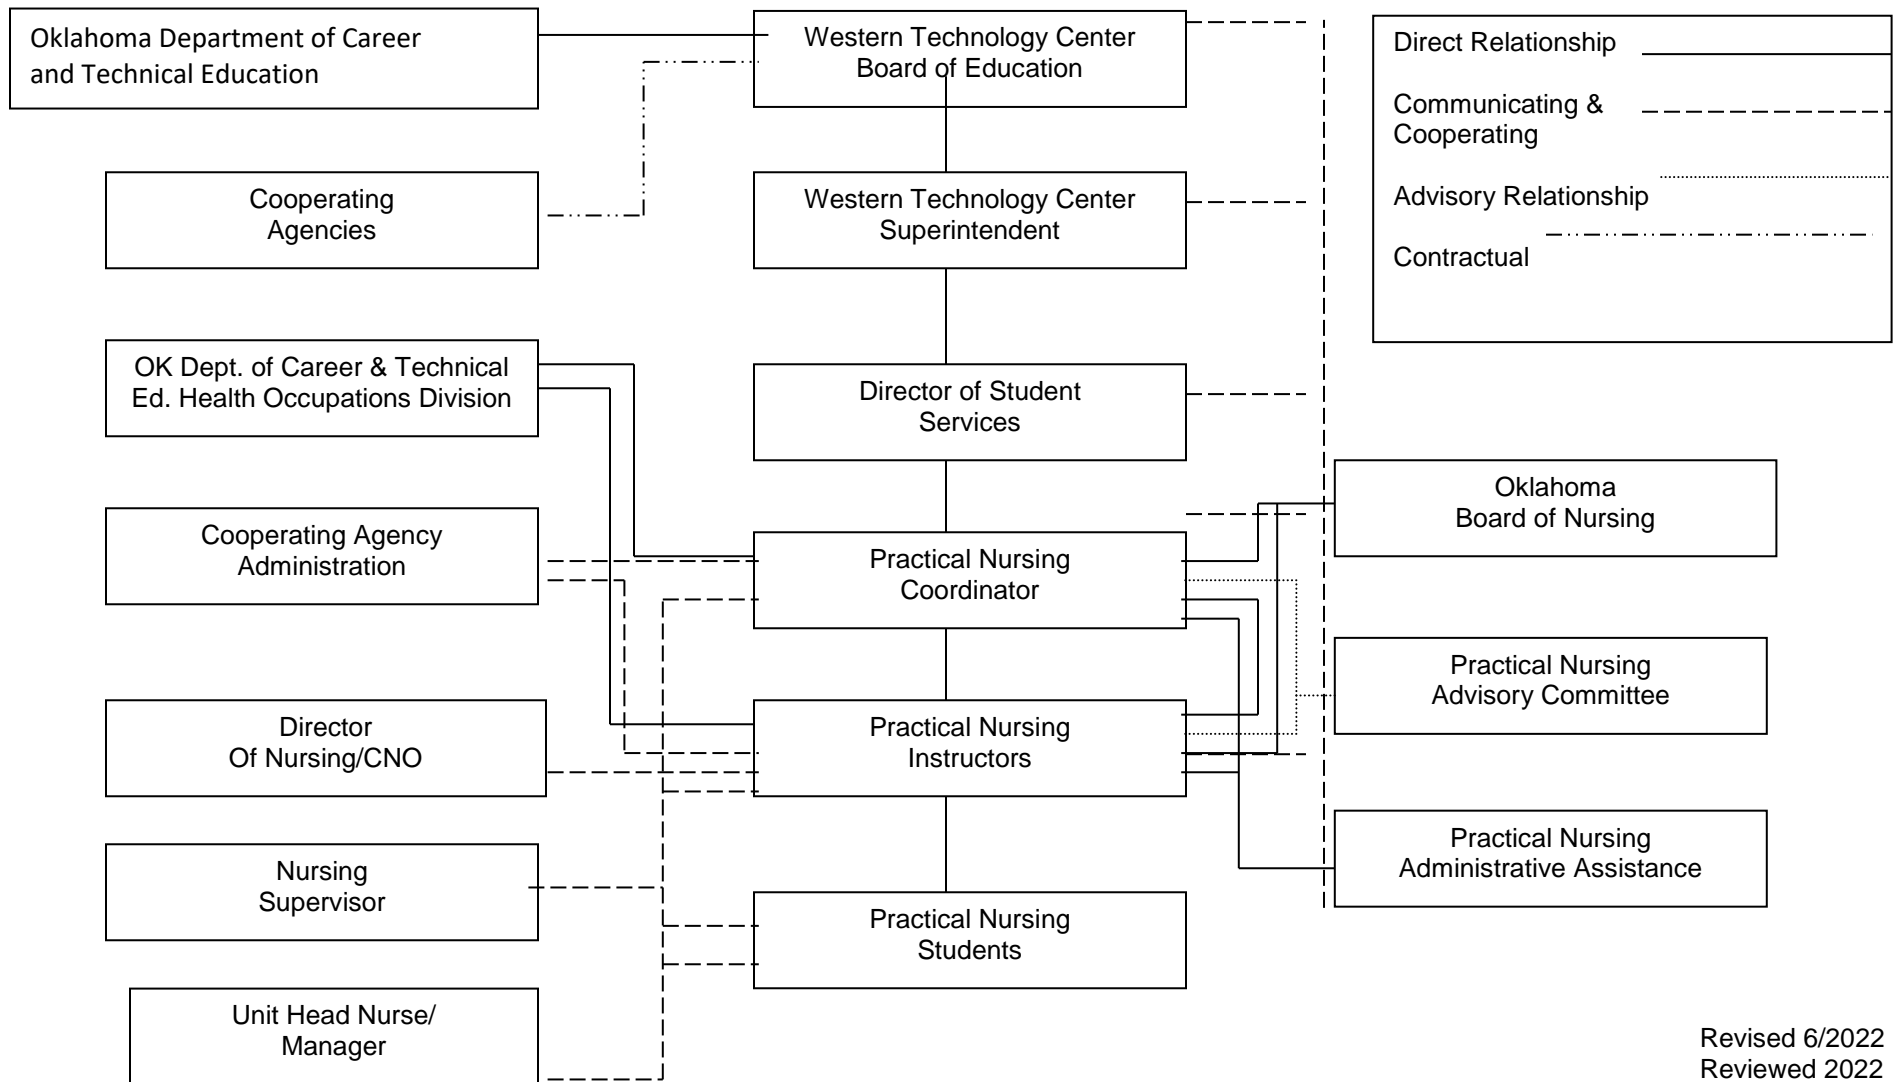 Oklahoma Department of Career
and Technical Education
Western Technology Center
Board of Education
Direct Relationship
Communicating &
Cooperating
Advisory Relationship
Contractual
Cooperating
Agencies
Western Technology Center
Superintendent
OK Dept. of Career & Technical
Ed. Health Occupations Division
Director of Student
Services
Oklahoma
Board of Nursing
Cooperating Agency
Administration
Practical Nursing
Coordinator
Practical Nursing
Advisory Committee
Director
Of Nursing/CNO
Practical Nursing
Instructors
Practical Nursing
Administrative Assistance
Nursing
Supervisor
Practical Nursing
Students
Unit Head Nurse/
Manager
Revised 6/2022
Reviewed 2022